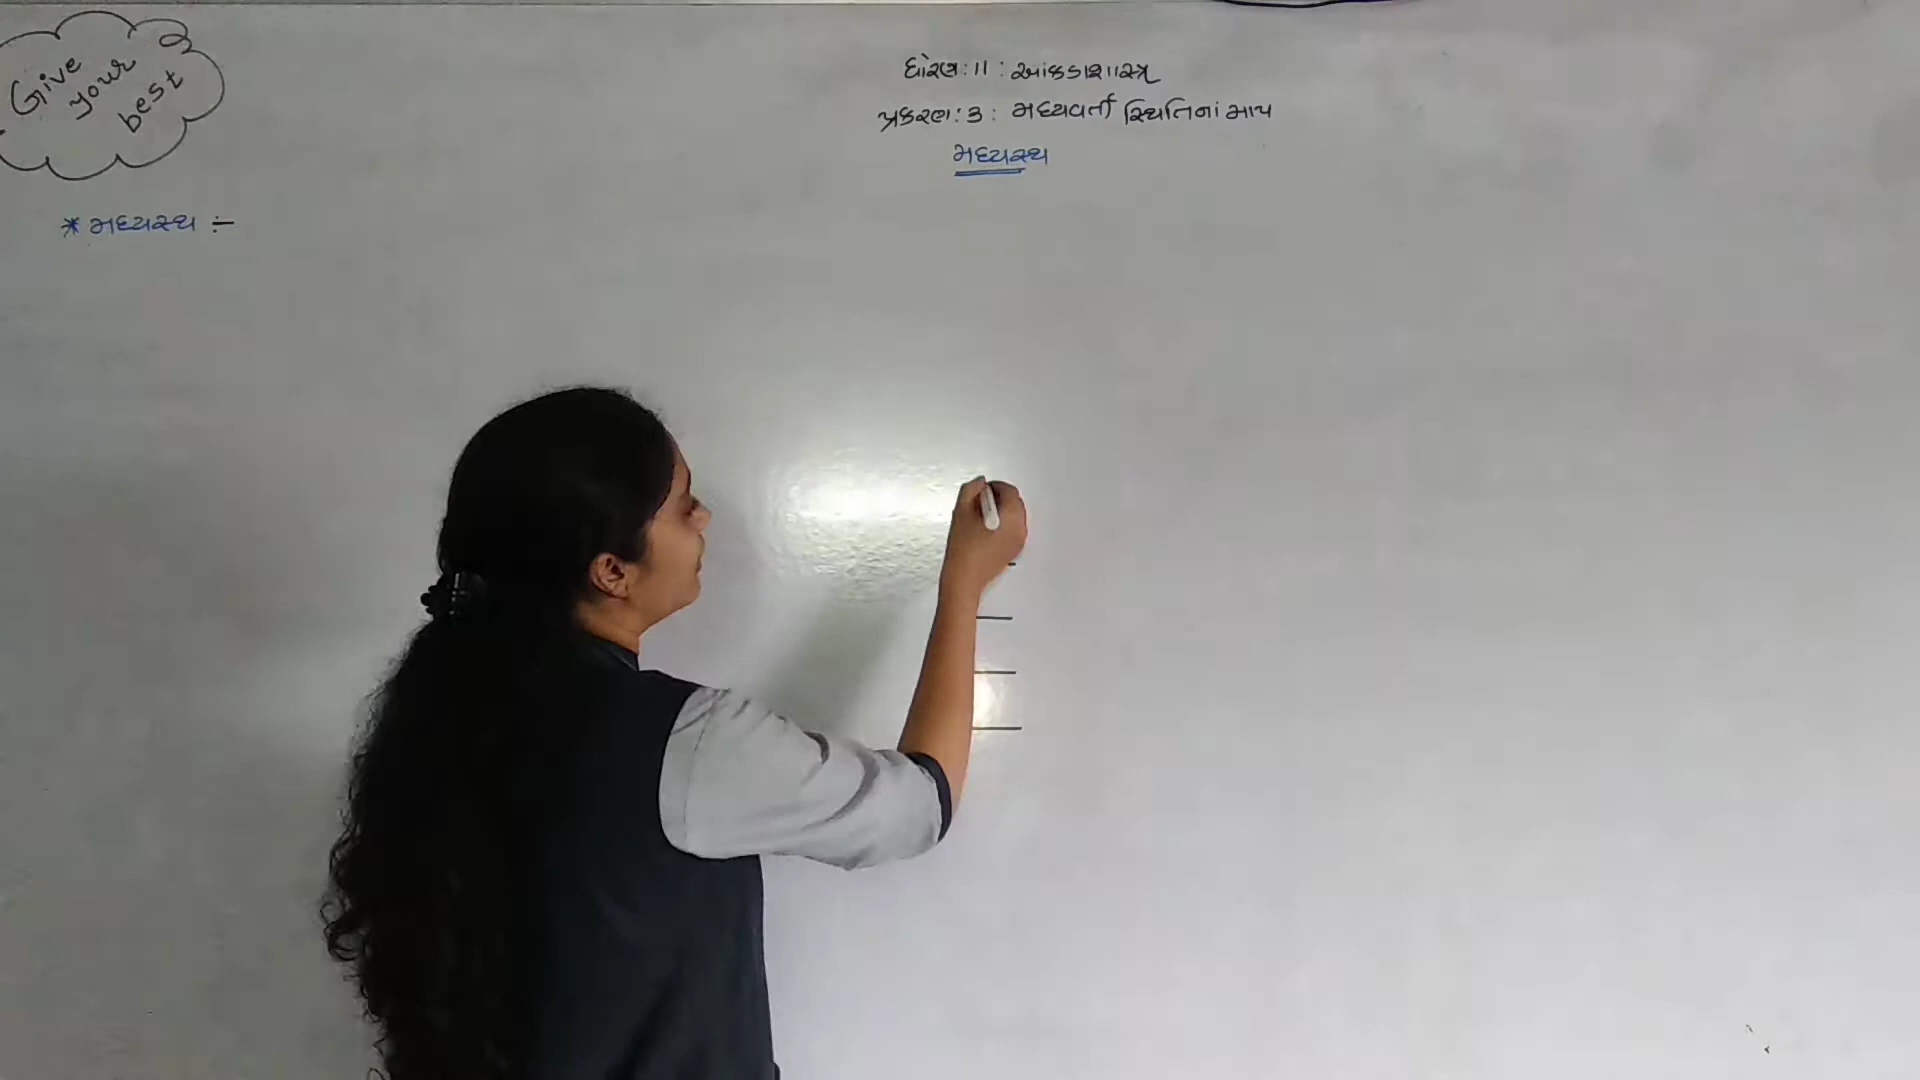 Give
your
best
ધોરણ : 11 : આંકડાશાસ્ત્ર
પ્રકરણ : 3 : મધ્યવર્તી સ્થિતિનાં માપ
મધ્યસ્થ
* મધ્યસ્થ :-